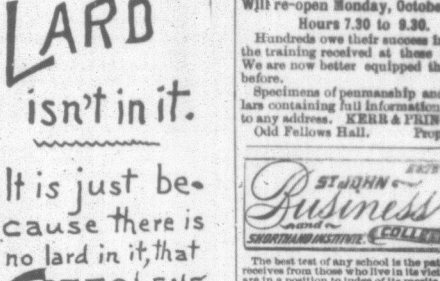 LARD
isn't in it.
It is just be-
cause there is
no lard in it, that
Will re-open Monday, Octobe
Hours 7.30 to 9.30.
Hundreds owe their success i
the training received at these
We are now better equipped th
before.
Specimens of penmanship and
lars containing full information
to any address. KERR & PRIN
Odd Fellows Hall. Prop
ST. JOHN
Business
and
SHORTHAND INSTITUTE. COLLE
The best test of any school is the pat
receives from those who live in its